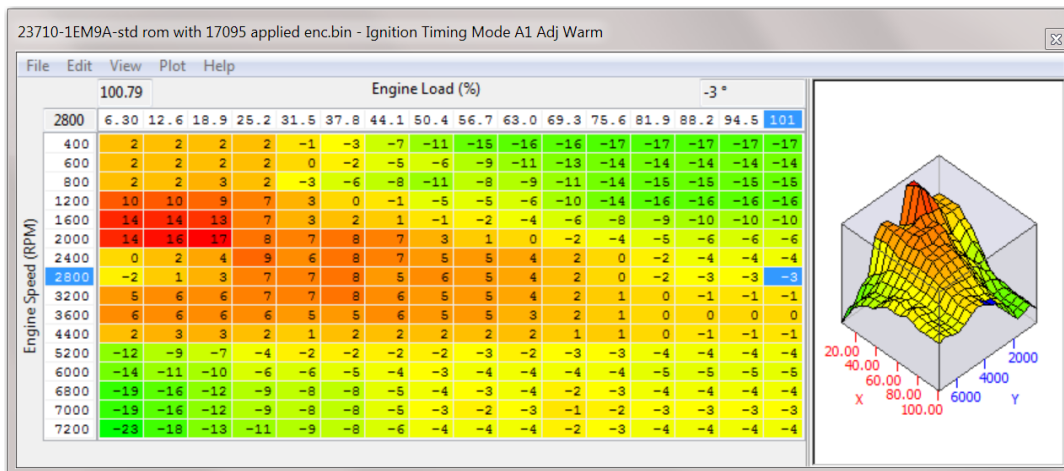 23710-1EM9A-std rom with 17095 applied enc.bin - Ignition Timing Mode A1 Adj Warm
File Edit View Plot Help
100.79 Engine Load (%) -3 °
2800 6.30 12.6 18.9 25.2 31.5 37.8 44.1 50.4 56.7 63.0 69.3 75.6 81.9 88.2 94.5 101
Engine Speed (RPM)
400 2 2 2 2 -1 -3 -7 -11 -15 -16 -16 -17 -17 -17 -17 -17
600 2 2 2 2 0 -2 -5 -6 -9 -11 -13 -14 -14 -14 -14 -14
800 2 2 3 2 -3 -6 -8 -11 -8 -9 -11 -14 -15 -15 -15 -15
1200 10 10 9 7 3 0 -1 -5 -5 -6 -10 -14 -16 -16 -16 -16
1600 14 14 13 7 3 2 1 -1 -2 -4 -6 -8 -9 -10 -10 -10
2000 14 16 17 8 7 8 7 3 1 0 -2 -4 -5 -6 -6 -6
2400 0 2 4 9 6 8 7 5 5 4 2 0 -2 -4 -4 -4
2800 -2 1 3 7 7 8 5 6 5 4 2 0 -2 -3 -3 -3
3200 5 6 6 7 7 8 6 5 5 4 2 1 0 -1 -1 -1
3600 6 6 6 6 5 5 6 5 5 3 2 1 0 0 0 0
4400 2 3 3 2 1 2 2 2 2 2 1 1 0 -1 -1 -1
5200 -12 -9 -7 -4 -2 -2 -2 -2 -3 -2 -3 -3 -4 -4 -4 -4
6000 -14 -11 -10 -6 -6 -5 -4 -3 -4 -4 -4 -4 -5 -5 -5 -5
6800 -19 -16 -12 -9 -8 -8 -5 -4 -3 -4 -2 -3 -4 -4 -4 -4
7000 -19 -16 -12 -9 -8 -8 -5 -3 -2 -3 -1 -2 -3 -3 -3 -3
7200 -23 -18 -13 -11 -9 -8 -6 -4 -4 -4 -2 -3 -4 -4 -4 -4
20.00 40.00 60.00 80.00 100.00
X
2000 4000 6000
Y